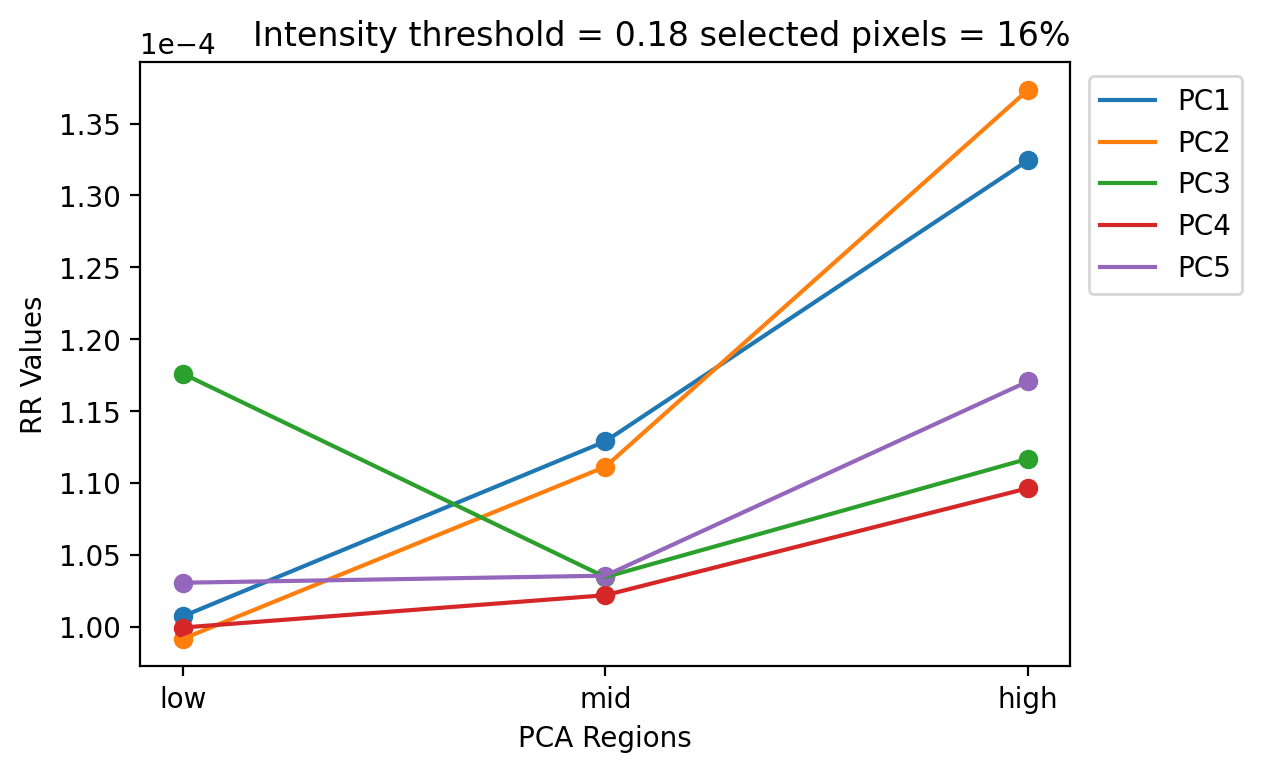 1e−4
Intensity threshold = 0.18 selected pixels = 16%
1.35
1.30
1.25
1.20
1.15
1.10
1.05
1.00
RR Values
low
mid
high
PCA Regions
PC1
PC2
PC3
PC4
PC5